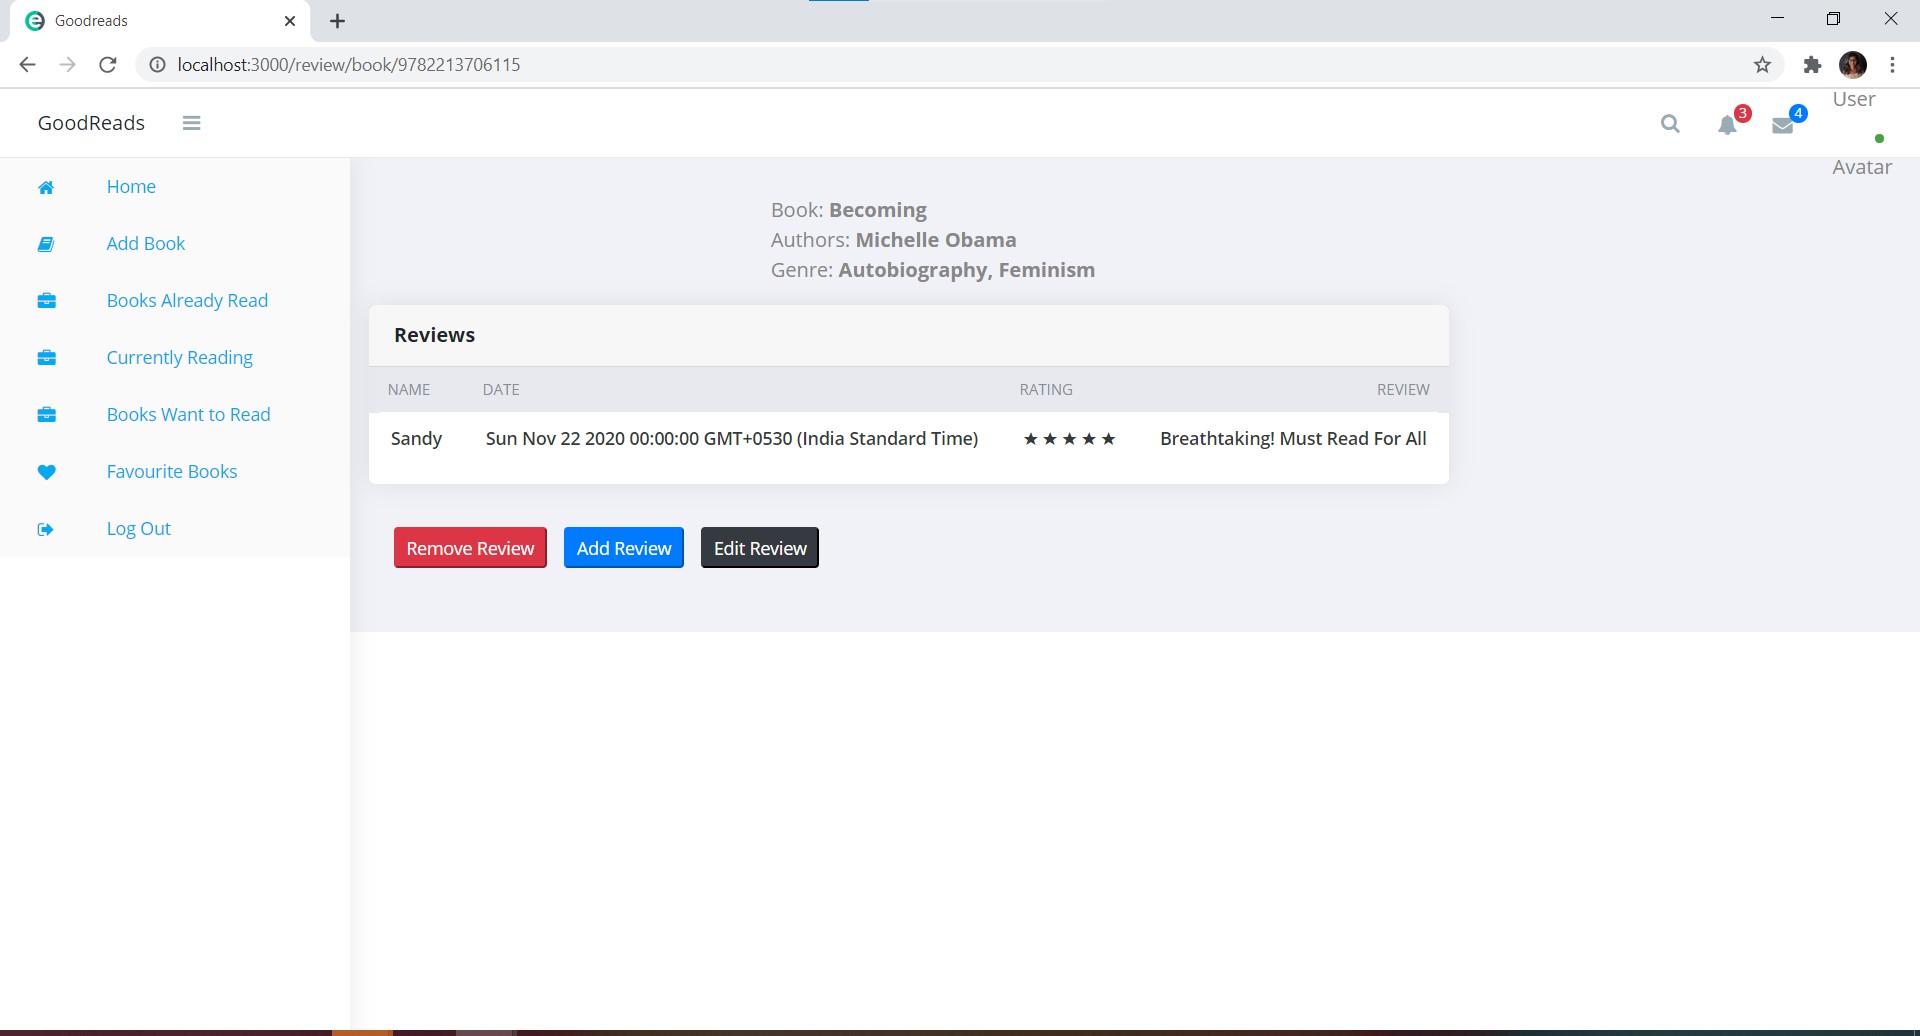 Goodreads
localhost:3000/review/book/9782213706115
GoodReads
3
4
User
Avatar
Home
Add Book
Books Already Read
Currently Reading
Books Want to Read
Favourite Books
Log Out
Book: Becoming
Authors: Michelle Obama
Genre: Autobiography, Feminism
Reviews
NAME DATE RATING REVIEW
Sandy Sun Nov 22 2020 00:00:00 GMT+0530 (India Standard Time) ★★★★★ Breathtaking! Must Read For All
Remove Review Add Review Edit Review